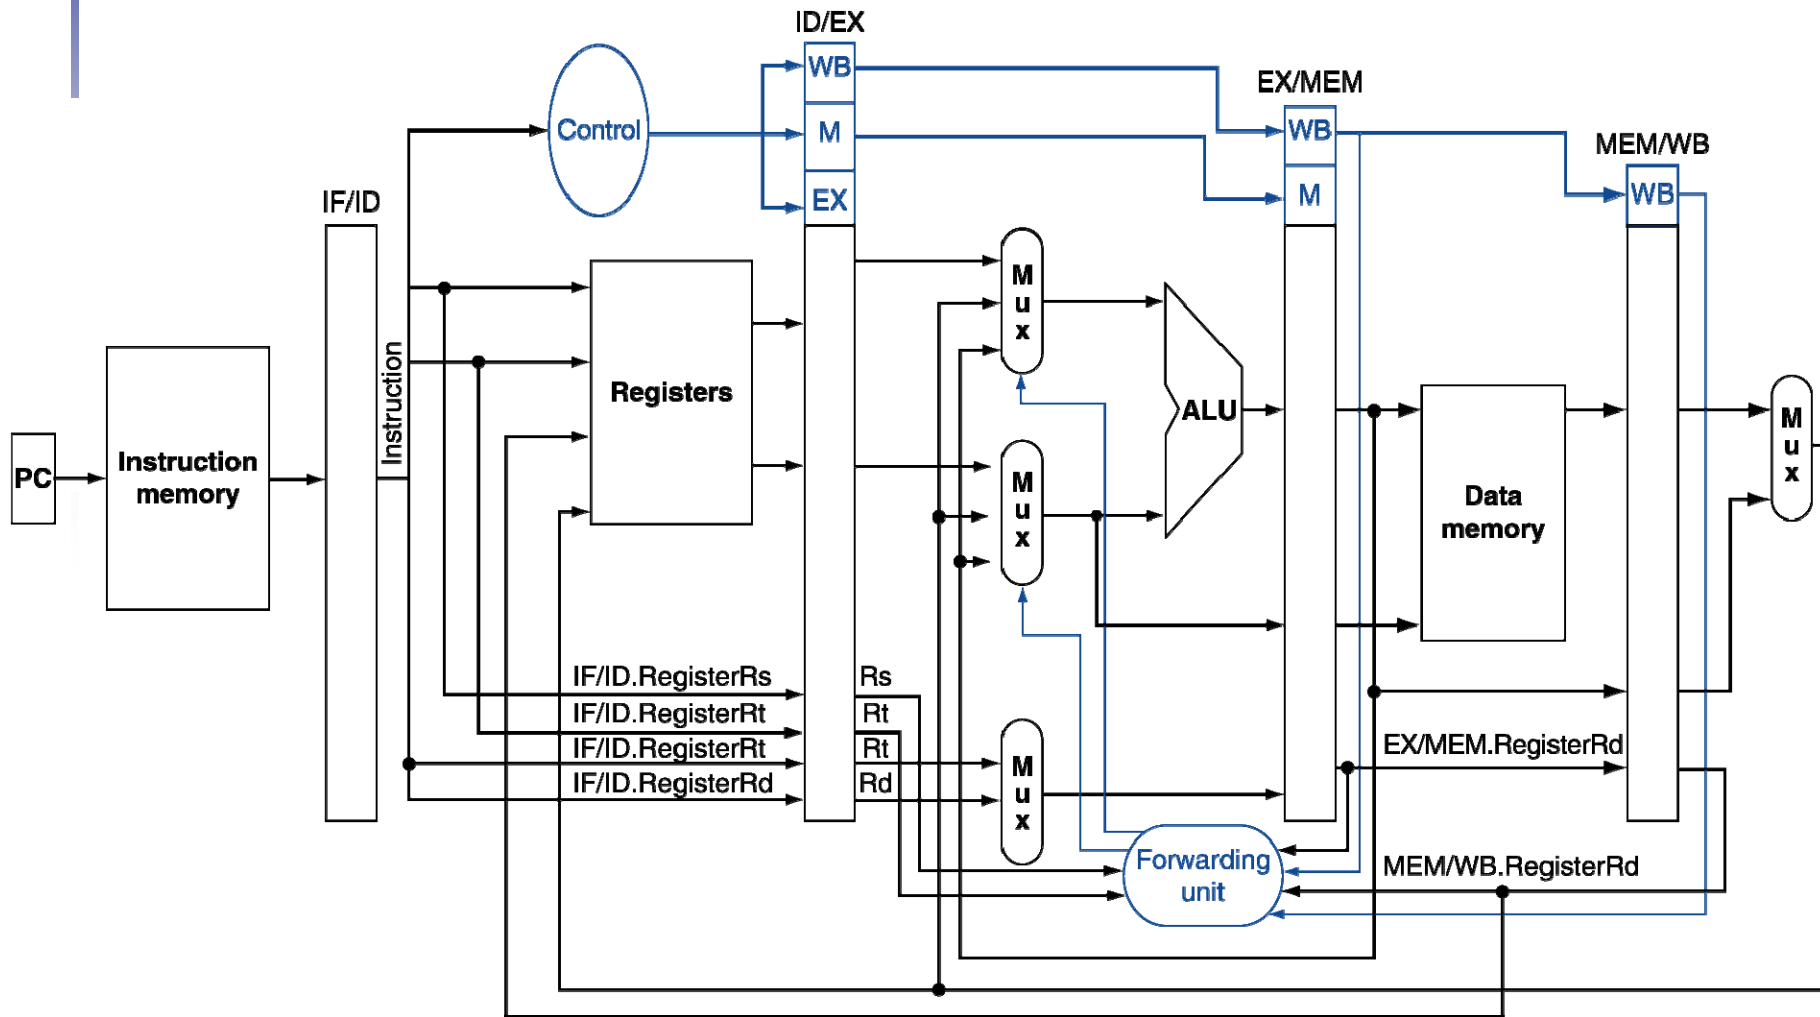 ID/EX
WB
EX/MEM
Control
M
WB
MEM/WB
EX
M
WB
IF/ID
M
u
x
Instruction
Registers
ALU
M
u
x
PC
Instruction
memory
M
u
x
Data
memory
IF/ID.RegisterRs
Rs
IF/ID.RegisterRt
Rt
IF/ID.RegisterRt
Rt
IF/ID.RegisterRd
Rd
M
u
x
EX/MEM.RegisterRd
Forwarding
unit
MEM/WB.RegisterRd